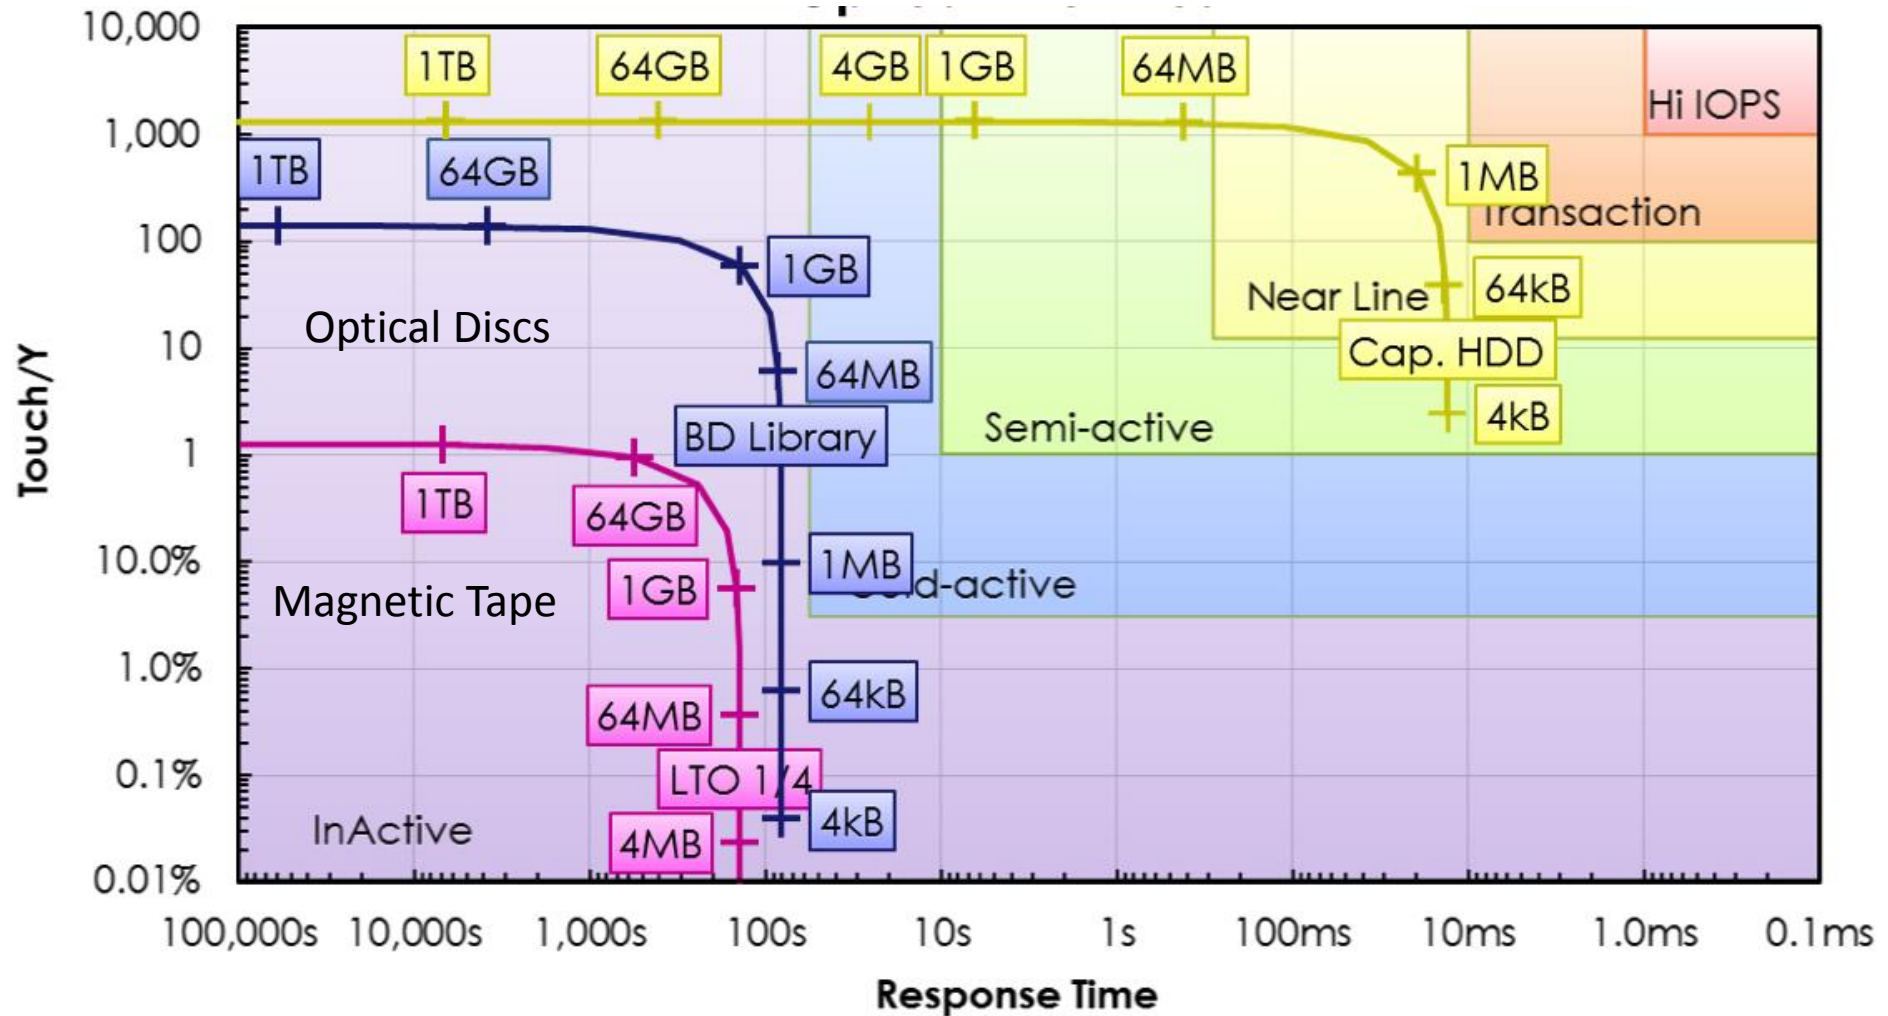 10,000
1TB
64GB
4GB
1GB
64MB
Hi IOPS
1,000
1TB
64GB
1MB
Transaction
100
1GB
Near Line
64kB
Optical Discs
10
64MB
Cap. HDD
4kB
BD Library
Semi-active
1
1TB
64GB
10.0%
1MB
1GB
Magnetic Tape
1.0%
64kB
64MB
0.1%
LTO 1/4
4kB
InActive
4MB
0.01%
100,000s 10,000s 1,000s 100s 10s 1s 100ms 10ms 1.0ms 0.1ms
Touch/Y
Response Time